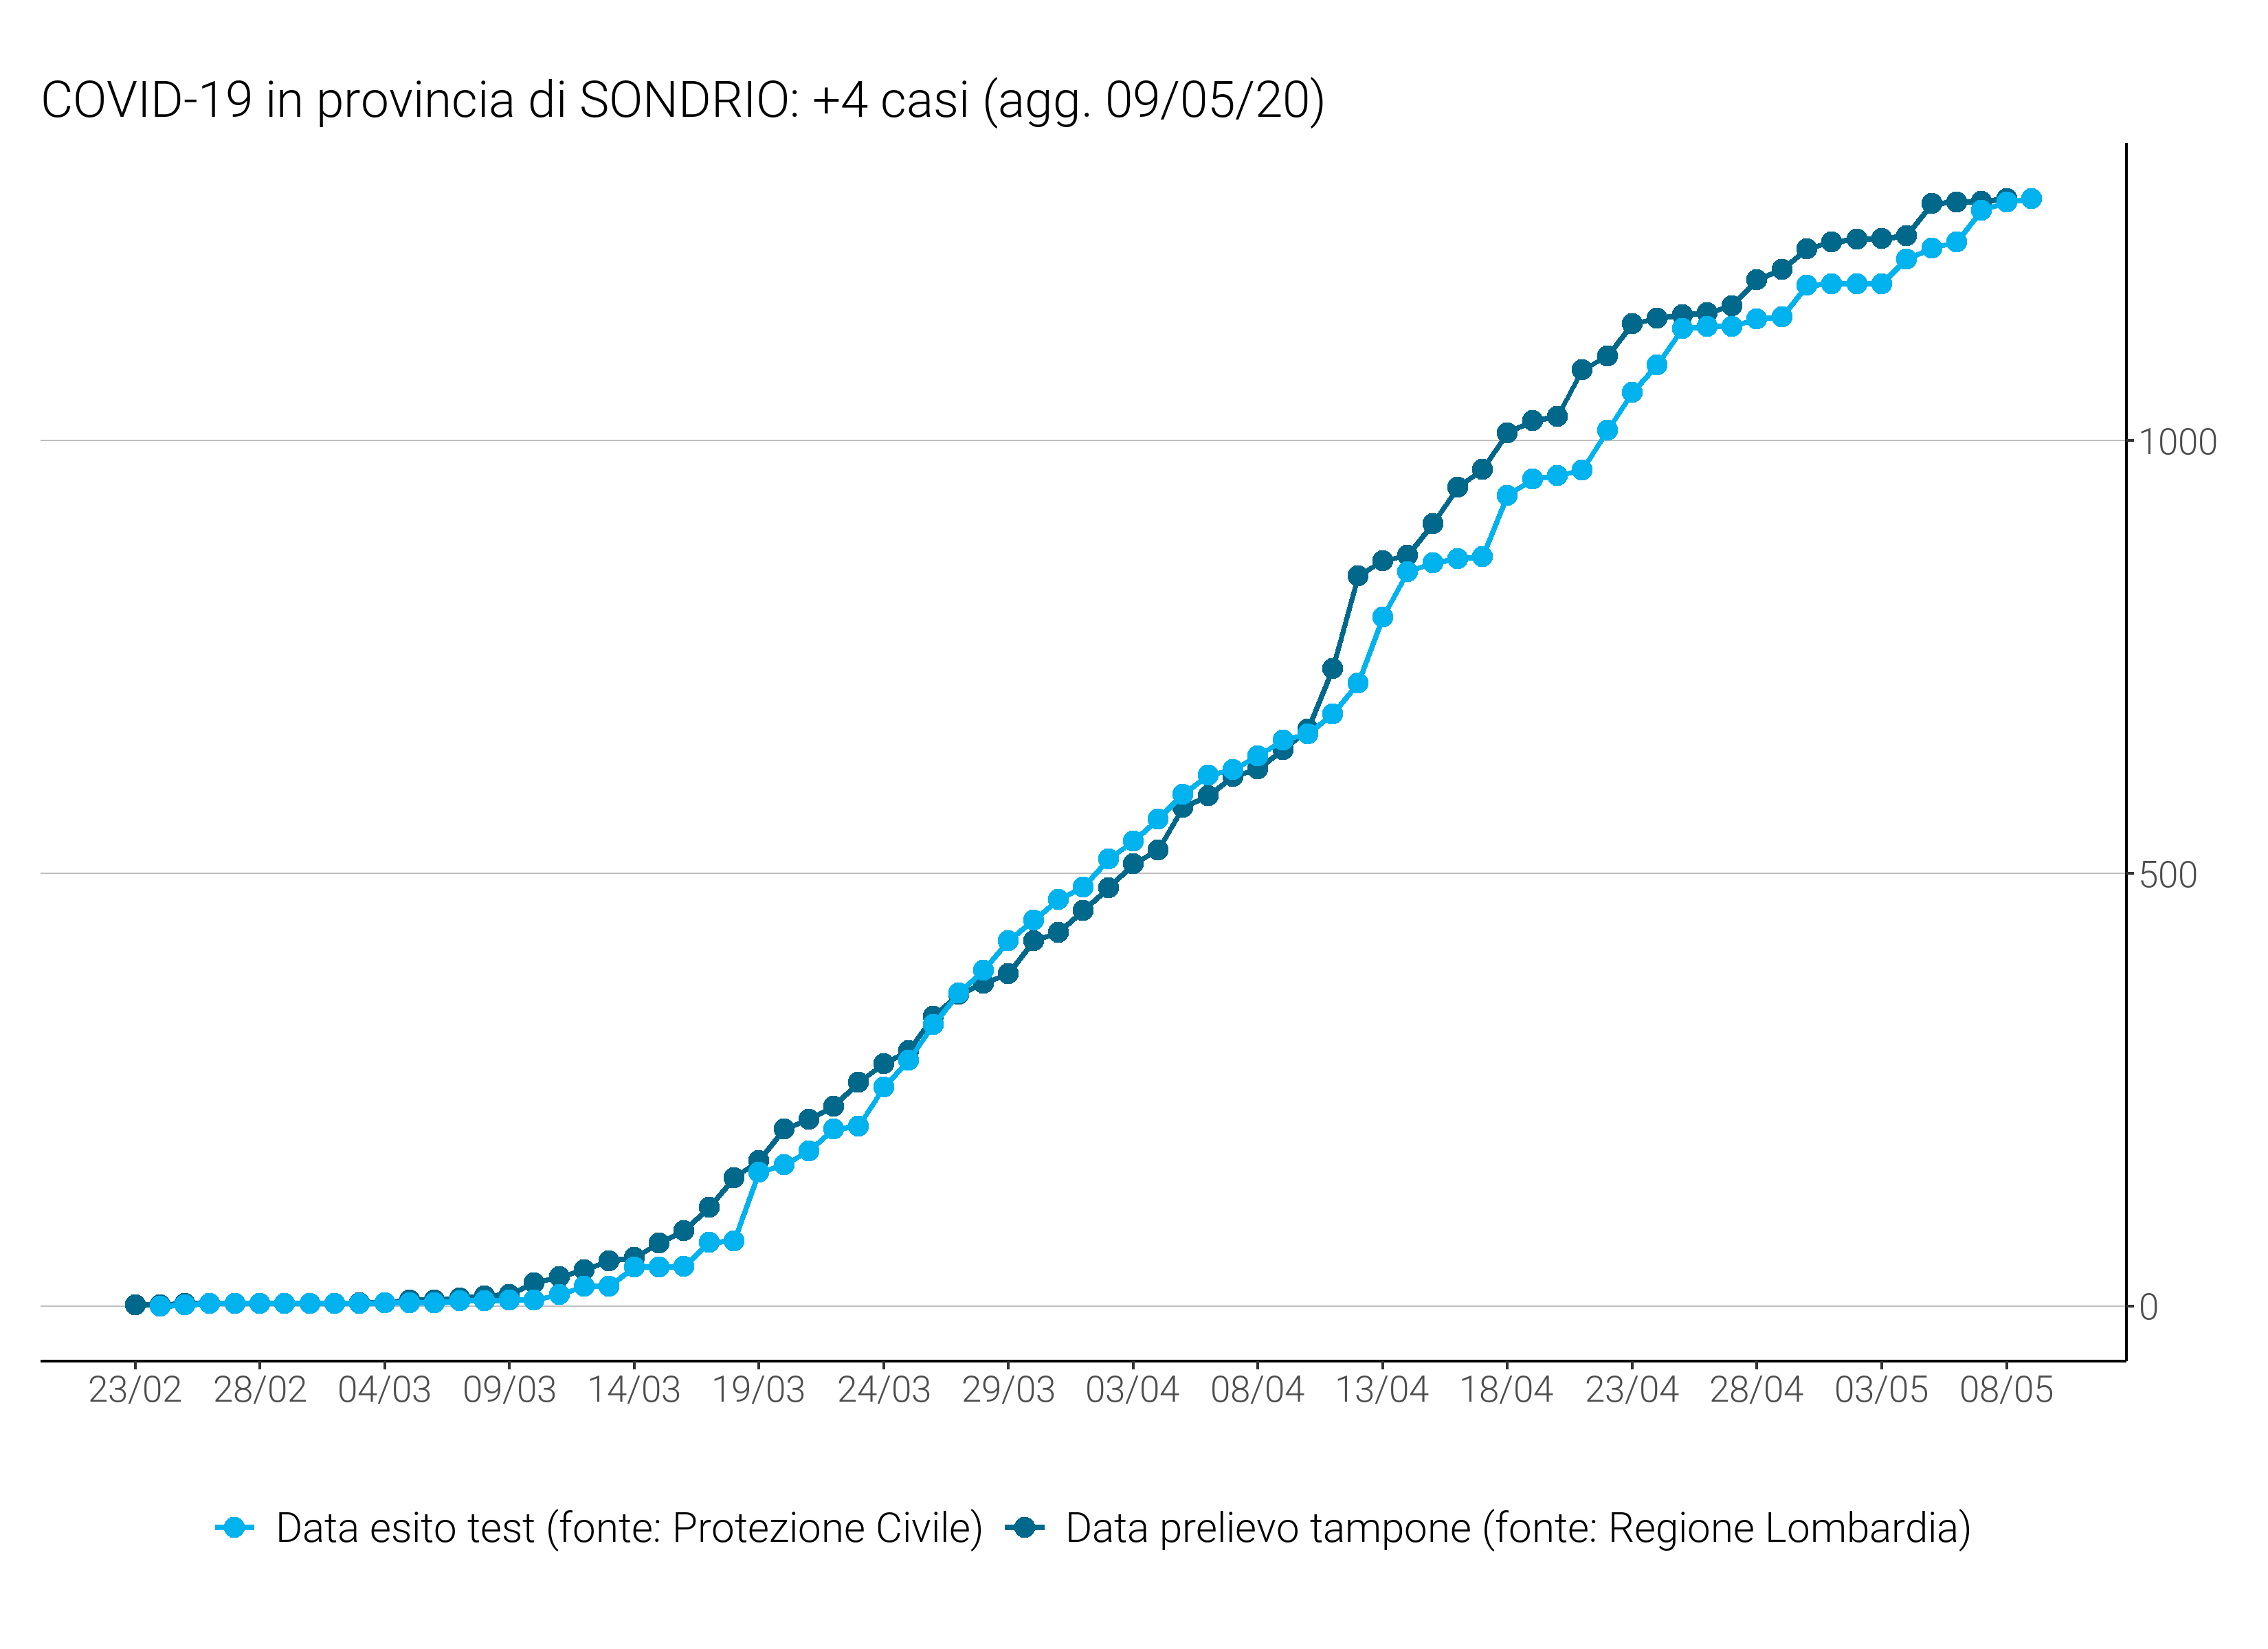 COVID-19 in provincia di SONDRIO: +4 casi (agg. 09/05/20)
1000
500
0
23/02 28/02 04/03 09/03 14/03 19/03 24/03 29/03 03/04 08/04 13/04 18/04 23/04 28/04 03/05 08/05
Data esito test (fonte: Protezione Civile) Data prelievo tampone (fonte: Regione Lombardia)